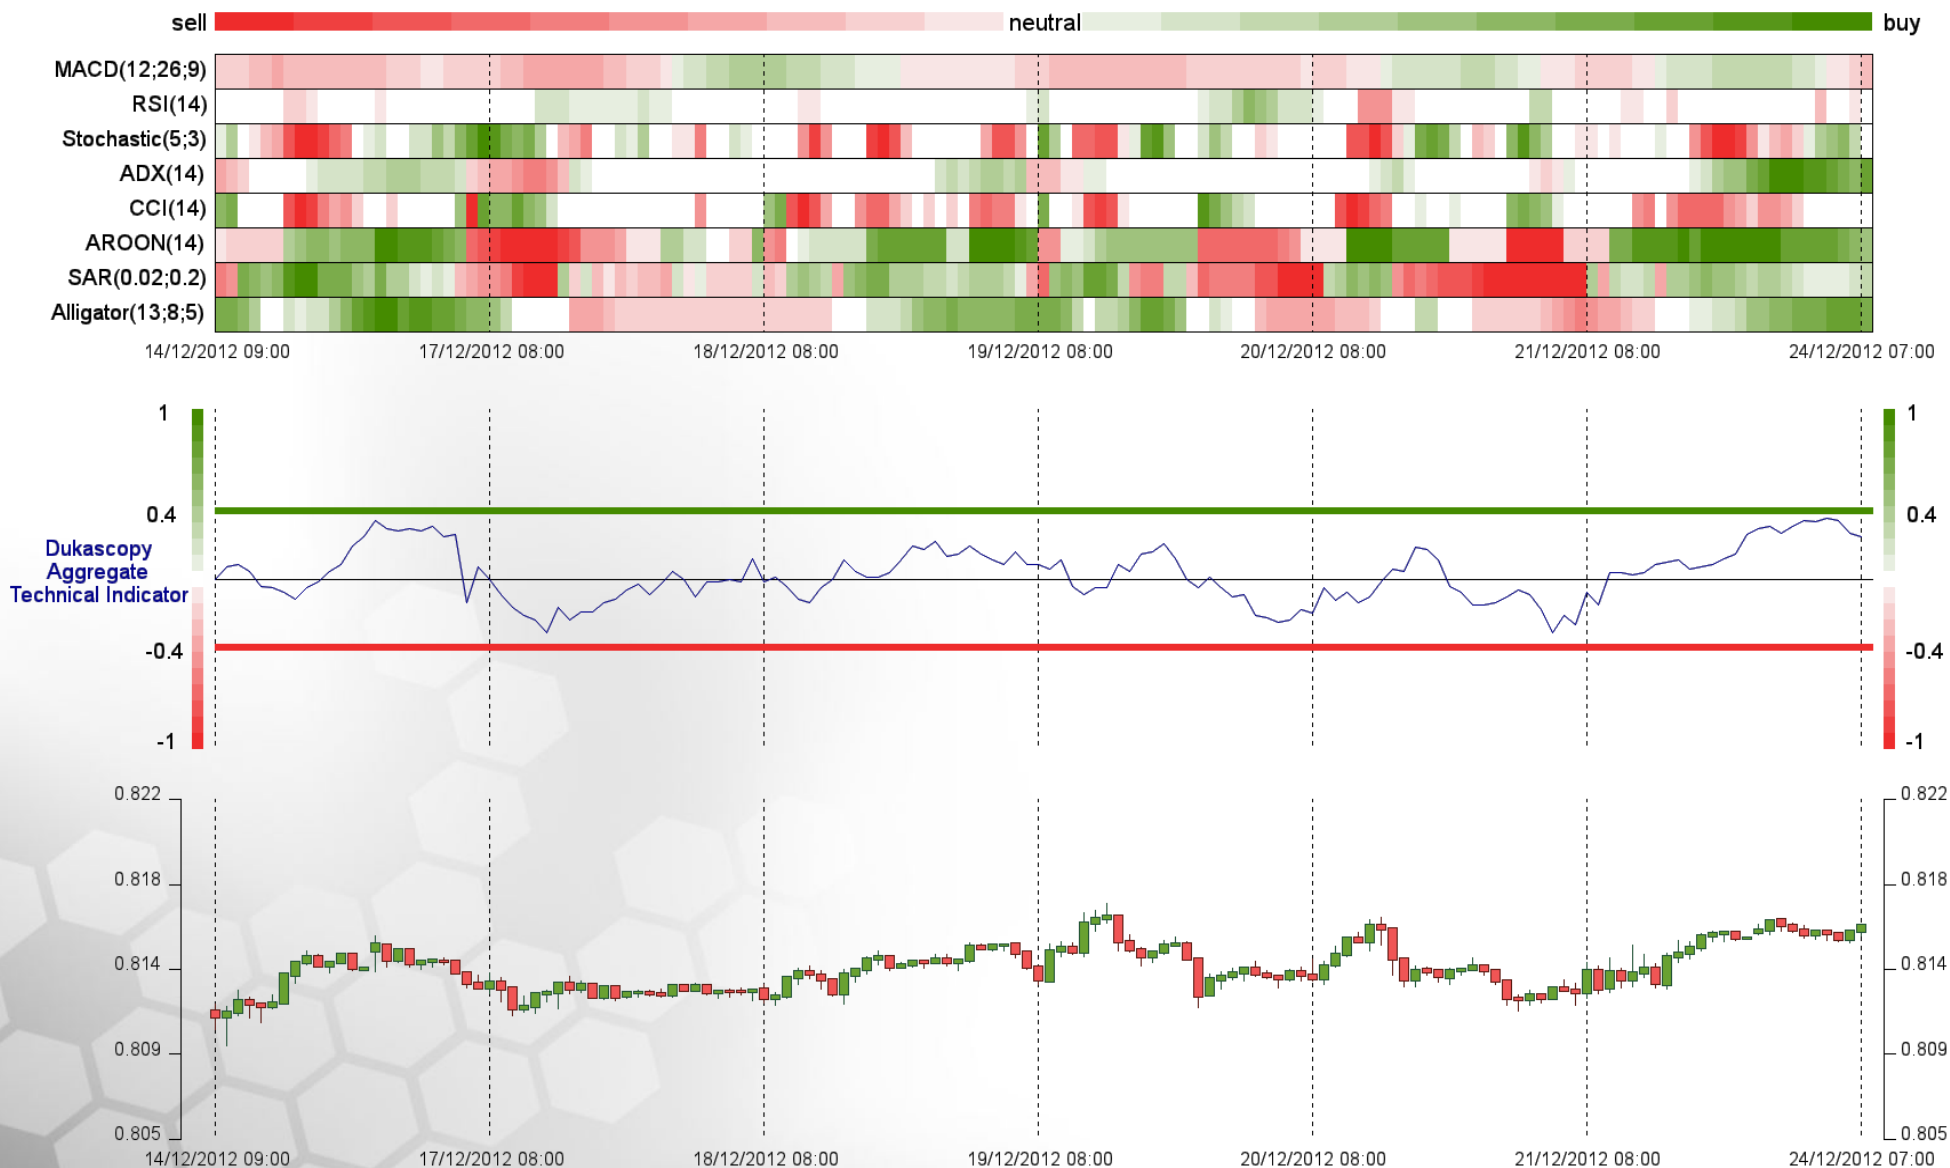 sell neutral buy
MACD(12;26;9)
RSI(14)
Stochastic(5;3)
ADX(14)
CCI(14)
AROON(14)
SAR(0.02;0.2)
Alligator(13;8;5)
14/12/2012 09:00 17/12/2012 08:00 18/12/2012 08:00 19/12/2012 08:00 20/12/2012 08:00 21/12/2012 08:00 24/12/2012 07:00
1 1
0.4 0.4
Dukascopy
Aggregate
Technical Indicator
-0.4 -0.4
-1 -1
0.822 0.822
0.818 0.818
0.814 0.814
0.809 0.809
0.805 0.805
14/12/2012 09:00 17/12/2012 08:00 18/12/2012 08:00 19/12/2012 08:00 20/12/2012 08:00 21/12/2012 08:00 24/12/2012 07:00